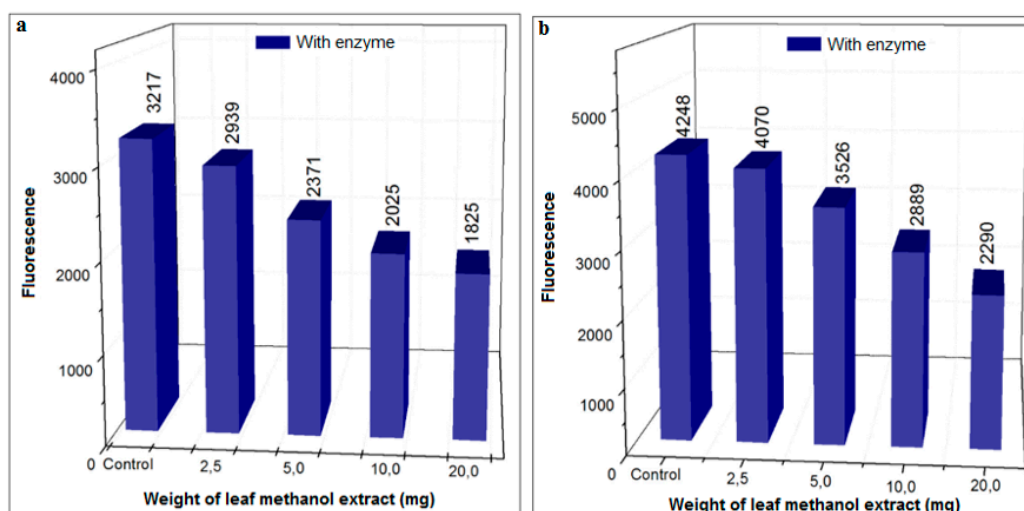 a
With enzyme
4000
3000
2000
1000
0
Fluorescence
3217
2939
2371
2025
1825
Control
2,5
5,0
10,0
20,0
Weight of leaf methanol extract (mg)
b
With enzyme
5000
4000
3000
2000
1000
0
Fluorescence
4248
4070
3526
2889
2290
Control
2,5
5,0
10,0
20,0
Weight of leaf methanol extract (mg)